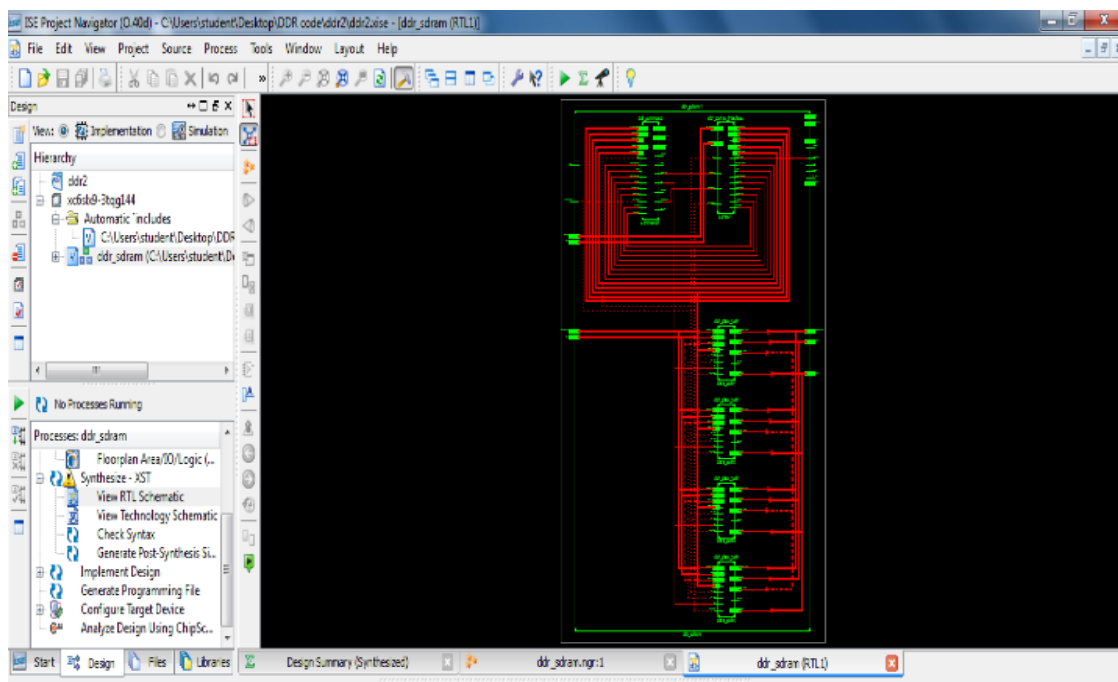 ISE Project Navigator (O.40d) - C:\Users\student\Desktop\DDR code\ddr2\ddr2.xise - [ddr_sdram (RTL1)]
File Edit View Project Source Process Tools Window Layout Help
Design
View: Implementation Simulation
Hierarchy
ddr2
Automatic `includes
C:\Users\student\Desktop\DDR
ddr_sdram (C:\Users\student\De
No Processes Running
Processes: ddr_sdram
Floorplan Area/IO/Logic (...
Synthesize - XST
View RTL Schematic
View Technology Schematic
Check Syntax
Generate Post-Synthesis Si...
Implement Design
Generate Programming File
Configure Target Device
Analyze Design Using ChipSc...
Start Design Files Libraries Design Summary (Synthesized) ddr_sdram.ngr:1 ddr_sdram (RTL1)